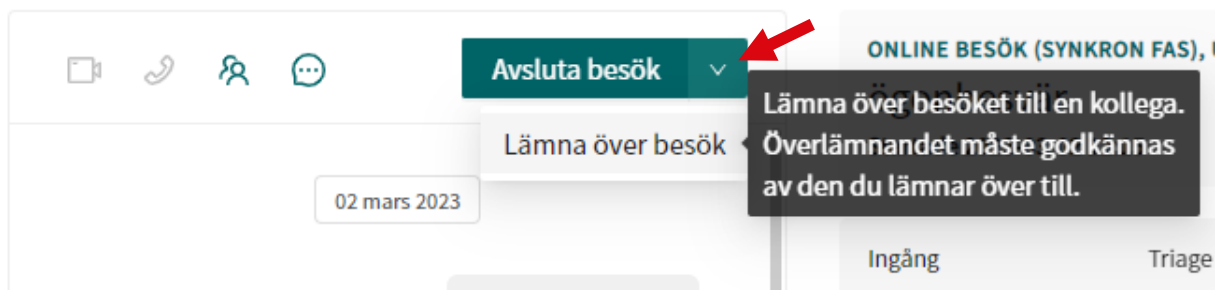 Avsluta besök
ONLINE BESÖK (SYNKRON FAS),
Lämna över besök
Lämna över besöket till en kollega.
Överlämnandet måste godkännas
av den du lämnar över till.
02 mars 2023
Ingång
Triage